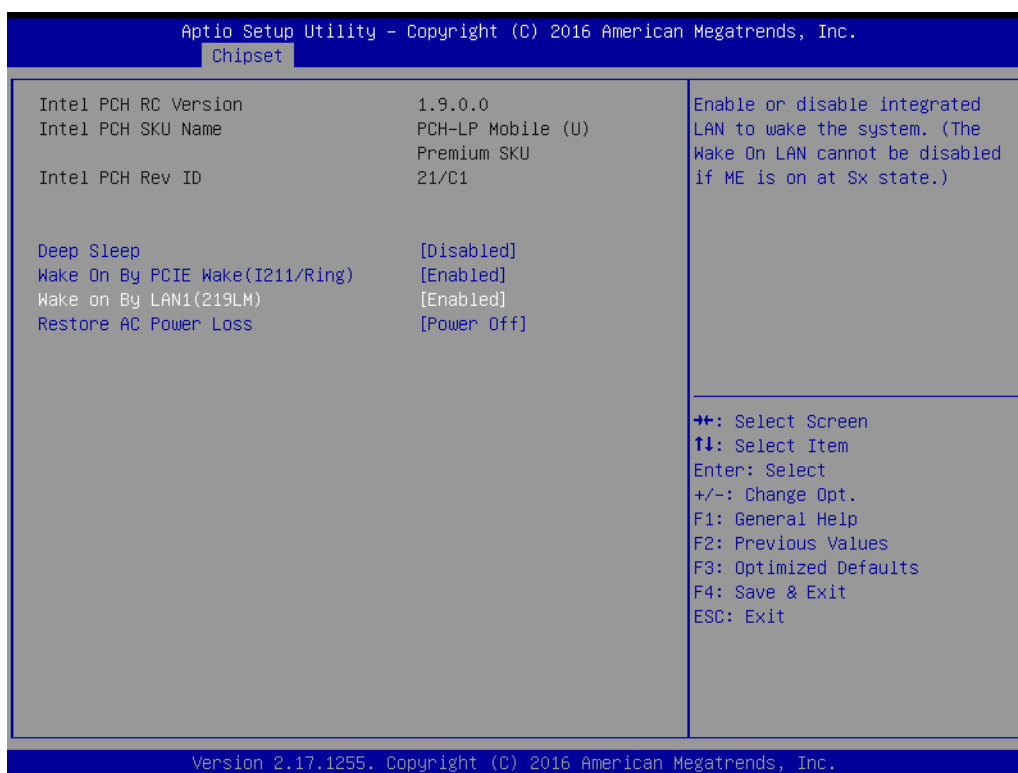 Aptio Setup Utility – Copyright (C) 2016 American Megatrends, Inc.
Chipset
Intel PCH RC Version 1.9.0.0
Intel PCH SKU Name PCH-LP Mobile (U)
Premium SKU
Intel PCH Rev ID 21/C1
Deep Sleep [Disabled]
Wake On By PCIE Wake(I211/Ring) [Enabled]
Wake on By LAN1(219LM) [Enabled]
Restore AC Power Loss [Power Off]
Enable or disable integrated
LAN to wake the system. (The
Wake On LAN cannot be disabled
if ME is on at Sx state.)
→←: Select Screen
↑↓: Select Item
Enter: Select
+/-: Change Opt.
F1: General Help
F2: Previous Values
F3: Optimized Defaults
F4: Save & Exit
ESC: Exit
Version 2.17.1255. Copyright (C) 2016 American Megatrends, Inc.